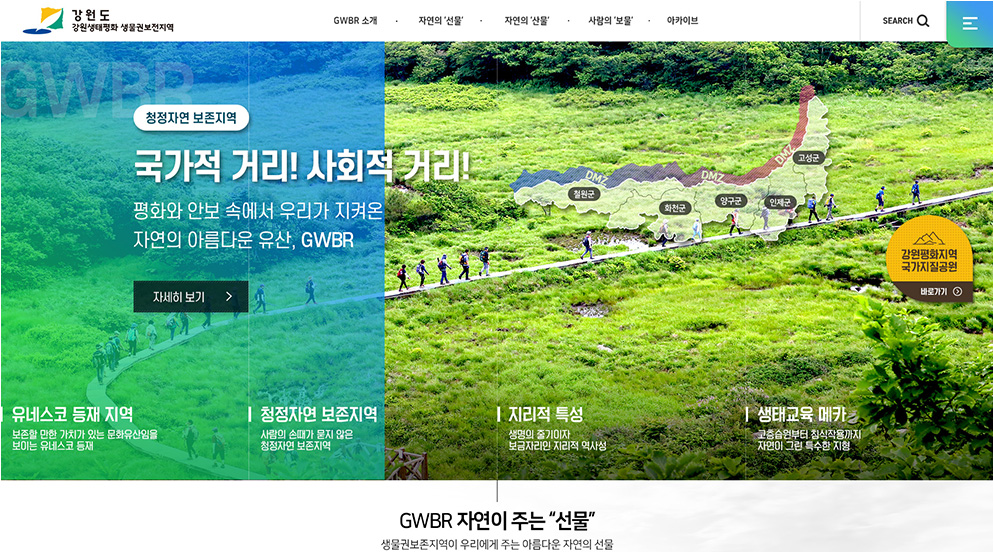 강원도
강원생태평화 생물권보전지역
GWBR 소개 · 자연의 '선물' · 자연의 '산물' · 사람의 '보물' · 아카이브
SEARCH
GWBR
청정자연 보존지역
국가적 거리! 사회적 거리!
평화와 안보 속에서 우리가 지켜온
자연의 아름다운 유산, GWBR
자세히 보기
DMZ
DMZ
DMZ
고성군
철원군
화천군
양구군
인제군
강원평화지역
국가지질공원
바로가기
유네스코 등재 지역
보존할 만한 가치가 있는 문화유산임을
보이는 유네스코 등재
청정자연 보존지역
사람의 손때가 묻지 않은
청정자연 보존지역
지리적 특성
생명의 줄기이자
보금자리인 지리적 역사성
생태교육 메카
고층습원부터 침식작용까지
자연이 그린 특수한 지형
GWBR 자연이 주는 “선물”
생물권보존지역이 우리에게 주는 아름다운 자연의 선물